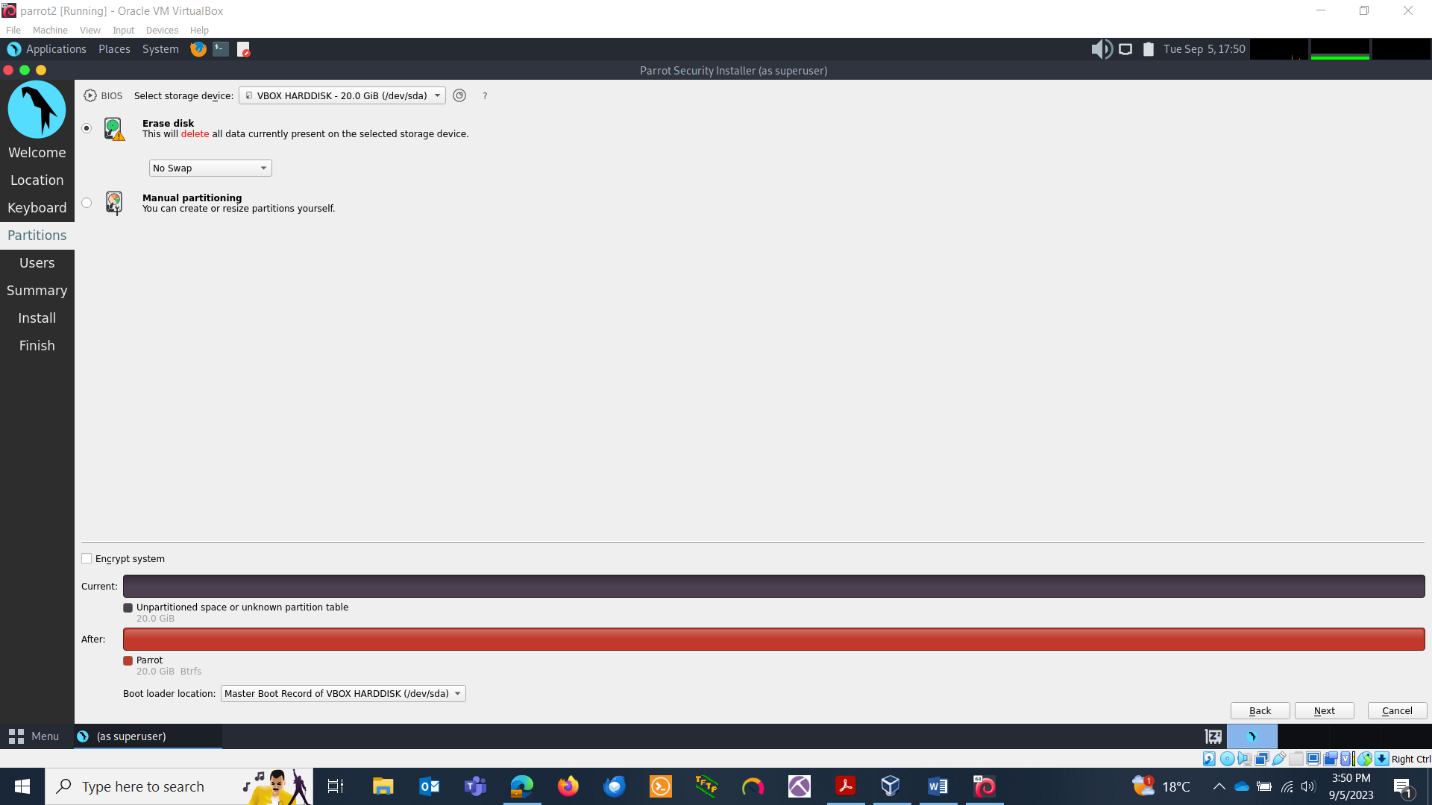 parrot2 [Running] - Oracle VM VirtualBox
File Machine View Input Devices Help
Applications Places System Tue Sep 5, 17:50
Parrot Security Installer (as superuser)
BIOS Select storage device: VBOX HARDDISK - 20.0 GiB (/dev/sda) ?
Erase disk
This will delete all data currently present on the selected storage device.
No Swap
Manual partitioning
You can create or resize partitions yourself.
Welcome
Location
Keyboard
Partitions
Users
Summary
Install
Finish
Encrypt system
Current:
Unpartitioned space or unknown partition table
20.0 GiB
After:
Parrot
20.0 GiB Btrfs
Boot loader location: Master Boot Record of VBOX HARDDISK (/dev/sda)
Back Next Cancel
Menu (as superuser)
Right Ctrl
Type here to search
TFTP
1
18°C
3:50 PM
9/5/2023
1